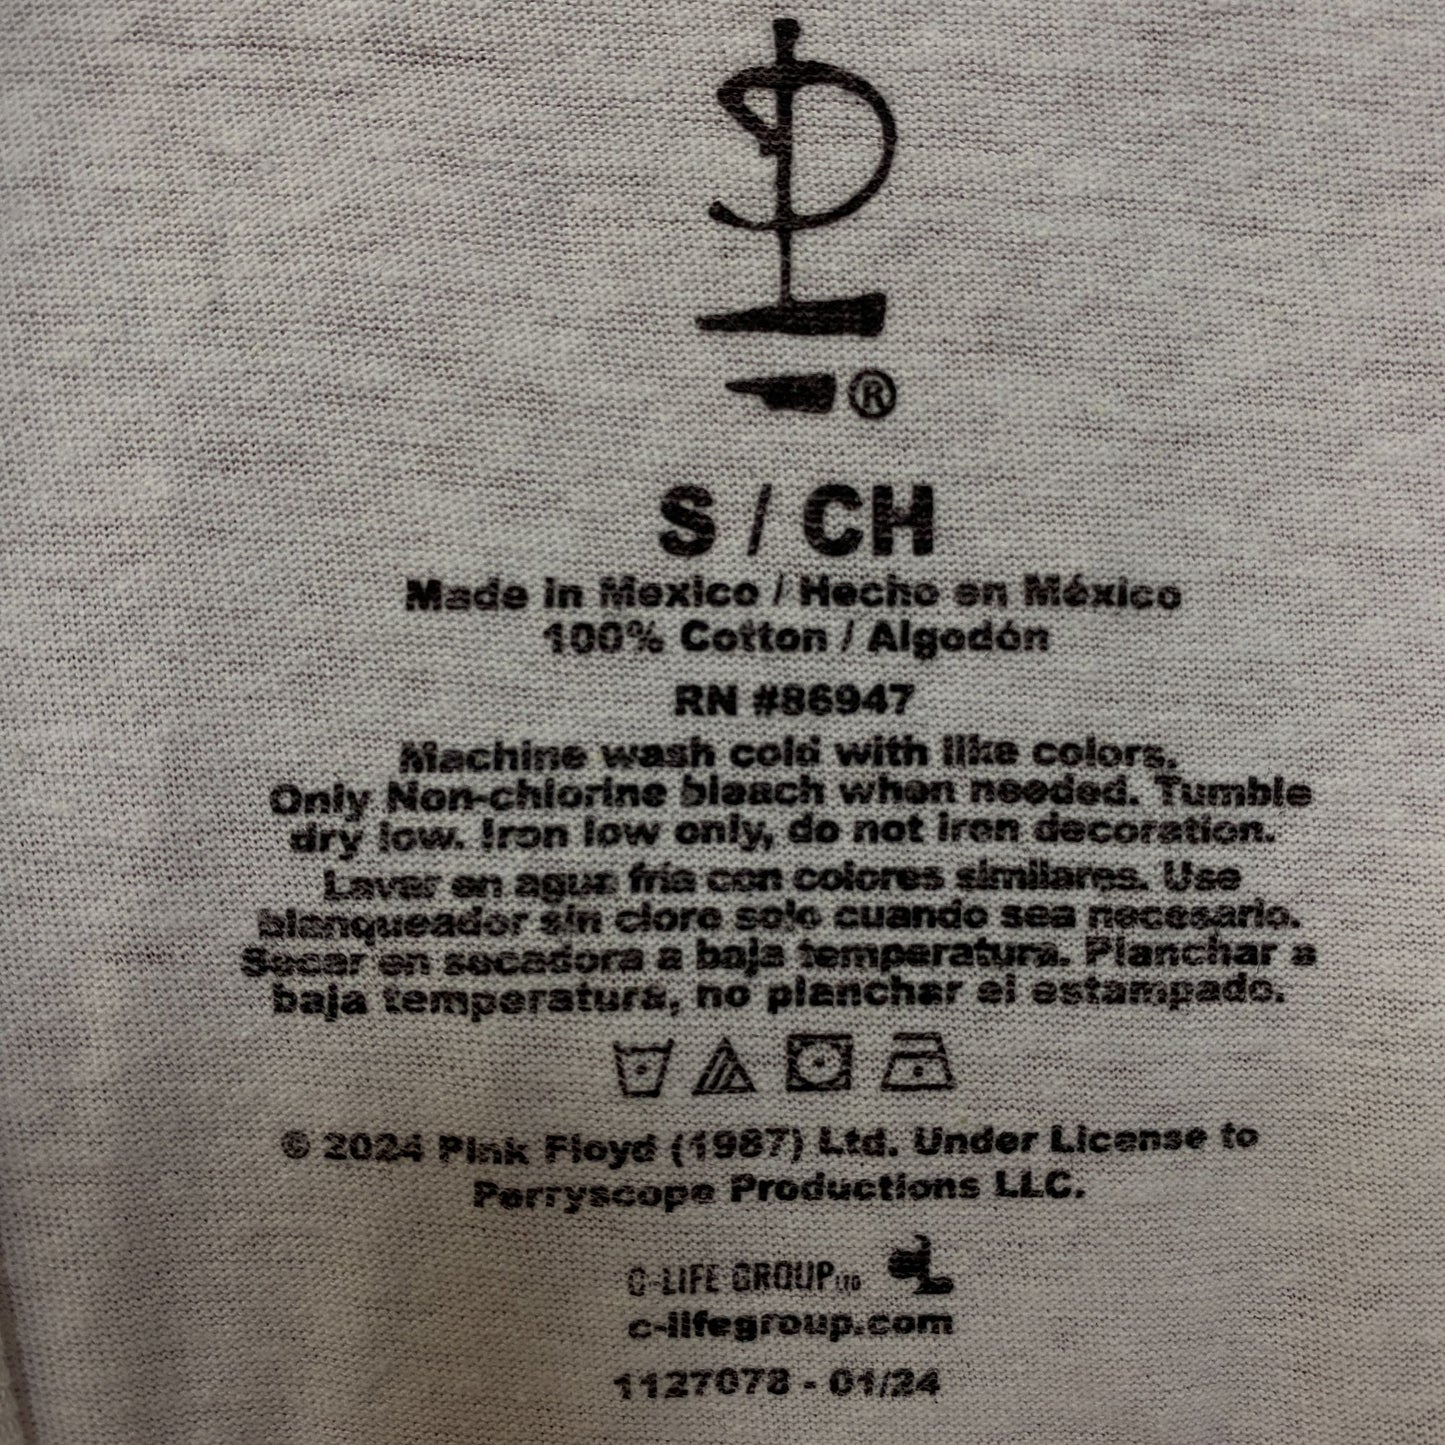 ®
S / CH
Made in Mexico / Hecho en México
100% Cotton / Algodón
RN #86947
Machine wash cold with like colors.
Only Non-chlorine bleach when needed. Tumble
dry low. Iron low only, do not iron decoration.
Lavar en agua fría con colores similares. Use
blanqueador sin cloro solo cuando sea necesario.
Secar en secadora a baja temperatura. Planchar a
baja temperatura, no planchar el estampado.
© 2024 Pink Floyd (1987) Ltd. Under License to
Perryscope Productions LLC.
C-LIFE GROUP LTD
c-lifegroup.com
1127078 - 01/24